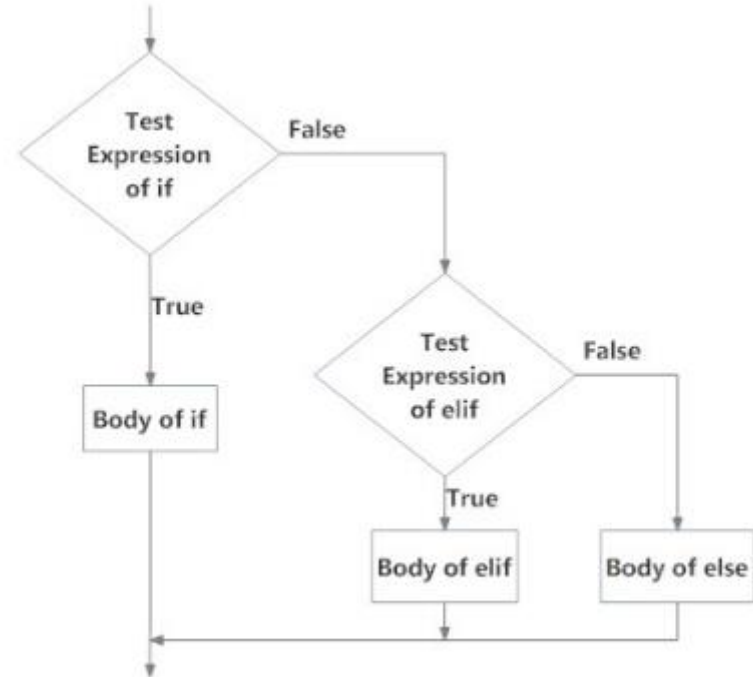 Test
Expression
of if
False
True
Body of if
Test
Expression
of elif
False
True
Body of elif
Body of else